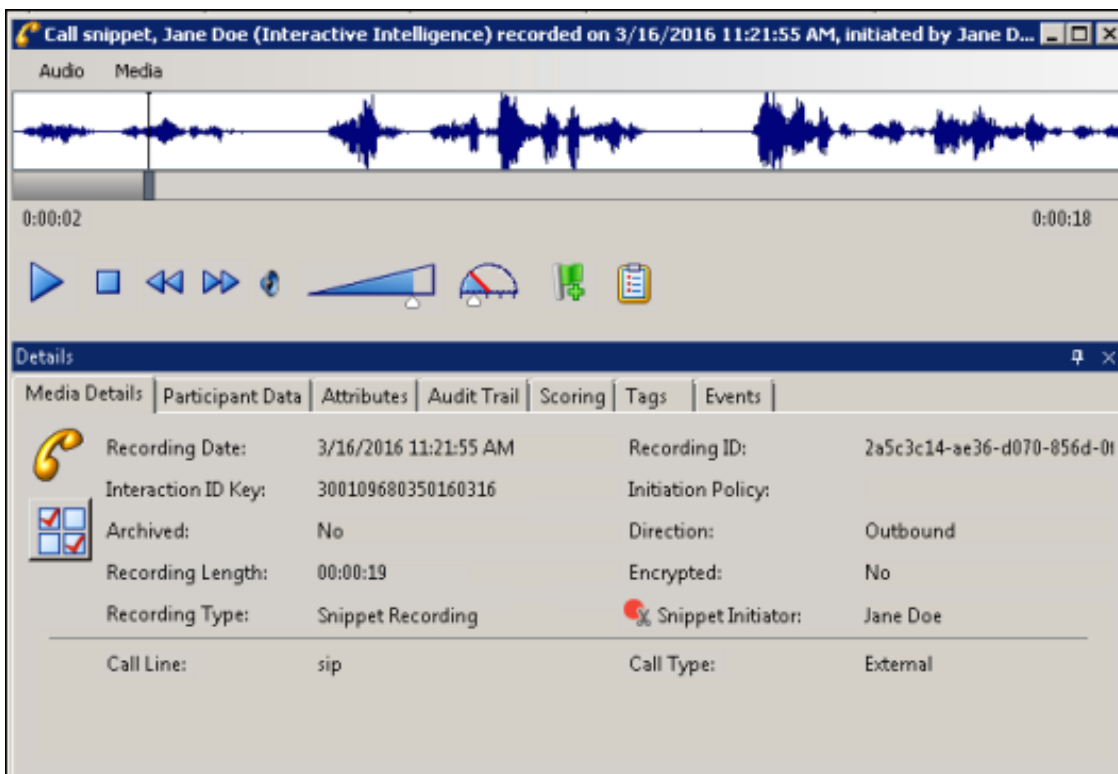 Call snippet, Jane Doe (Interactive Intelligence) recorded on 3/16/2016 11:21:55 AM, initiated by Jane D...
Audio Media
0:00:02 0:00:18
Details
Media Details Participant Data Attributes Audit Trail Scoring Tags Events
Recording Date: 3/16/2016 11:21:55 AM Recording ID: 2a5c3c14-ae36-d070-856d-
Interaction ID Key: 300109680350160316 Initiation Policy:
Archived: No Direction: Outbound
Recording Length: 00:00:19 Encrypted: No
Recording Type: Snippet Recording Snippet Initiator: Jane Doe
Call Line: sip Call Type: External